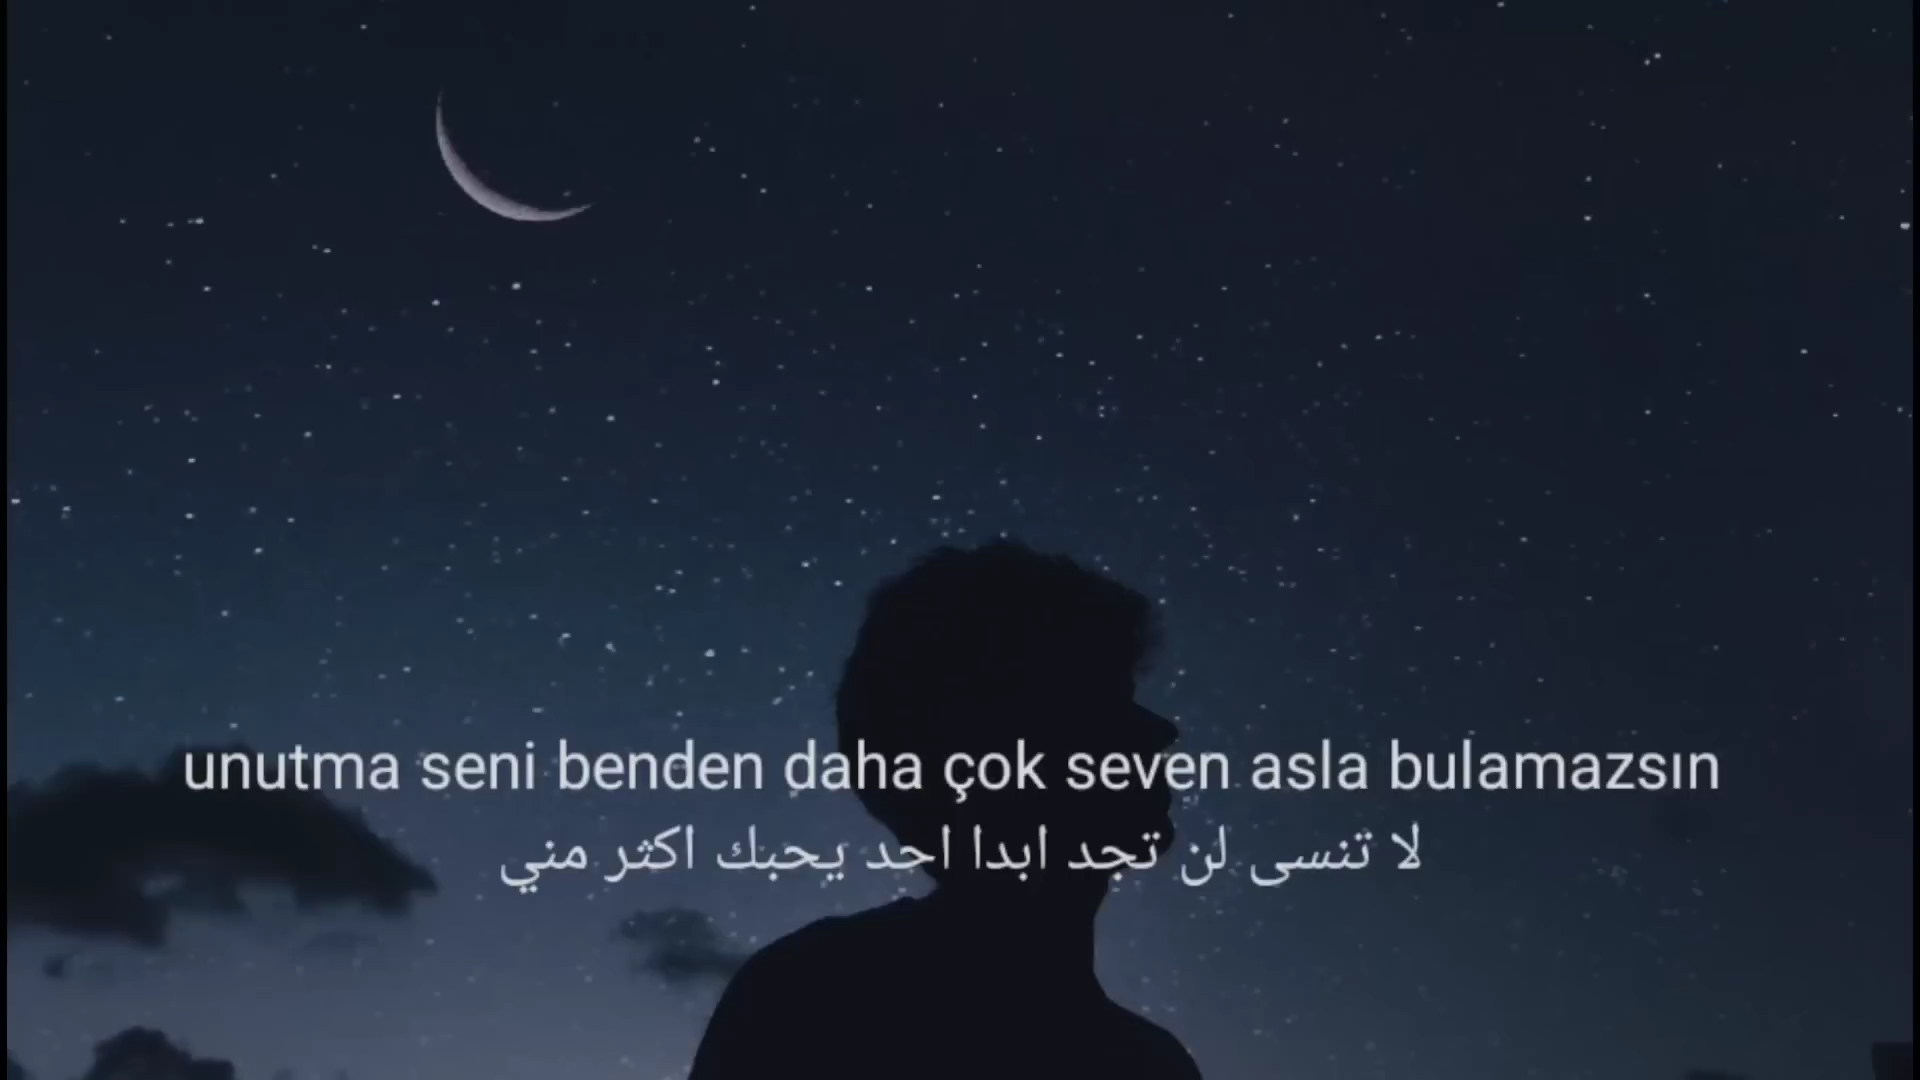 unutma seni benden daha çok seven asla bulamazsın
لا تنسى لن تجد ابدا احد يحبك اكثر مني